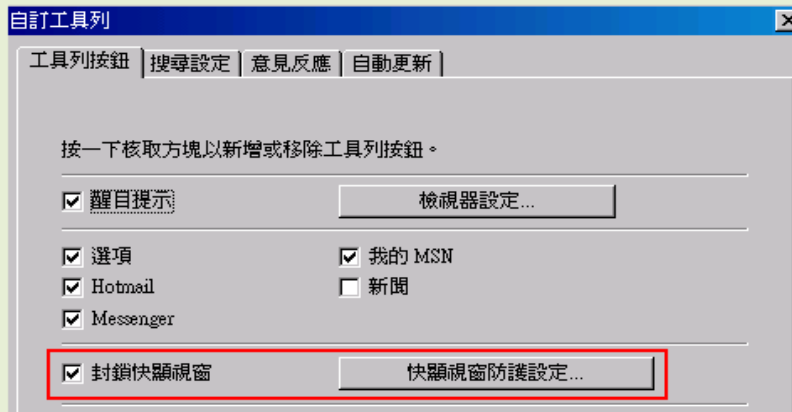 自訂工具列
工具列按鈕 搜尋設定 意見反應 自動更新
按一下核取方塊以新增或移除工具列按鈕。
醒目提示 檢視器設定...
選項 我的 MSN
Hotmail 新聞
Messenger
封鎖快顯視窗 快顯視窗防護設定...